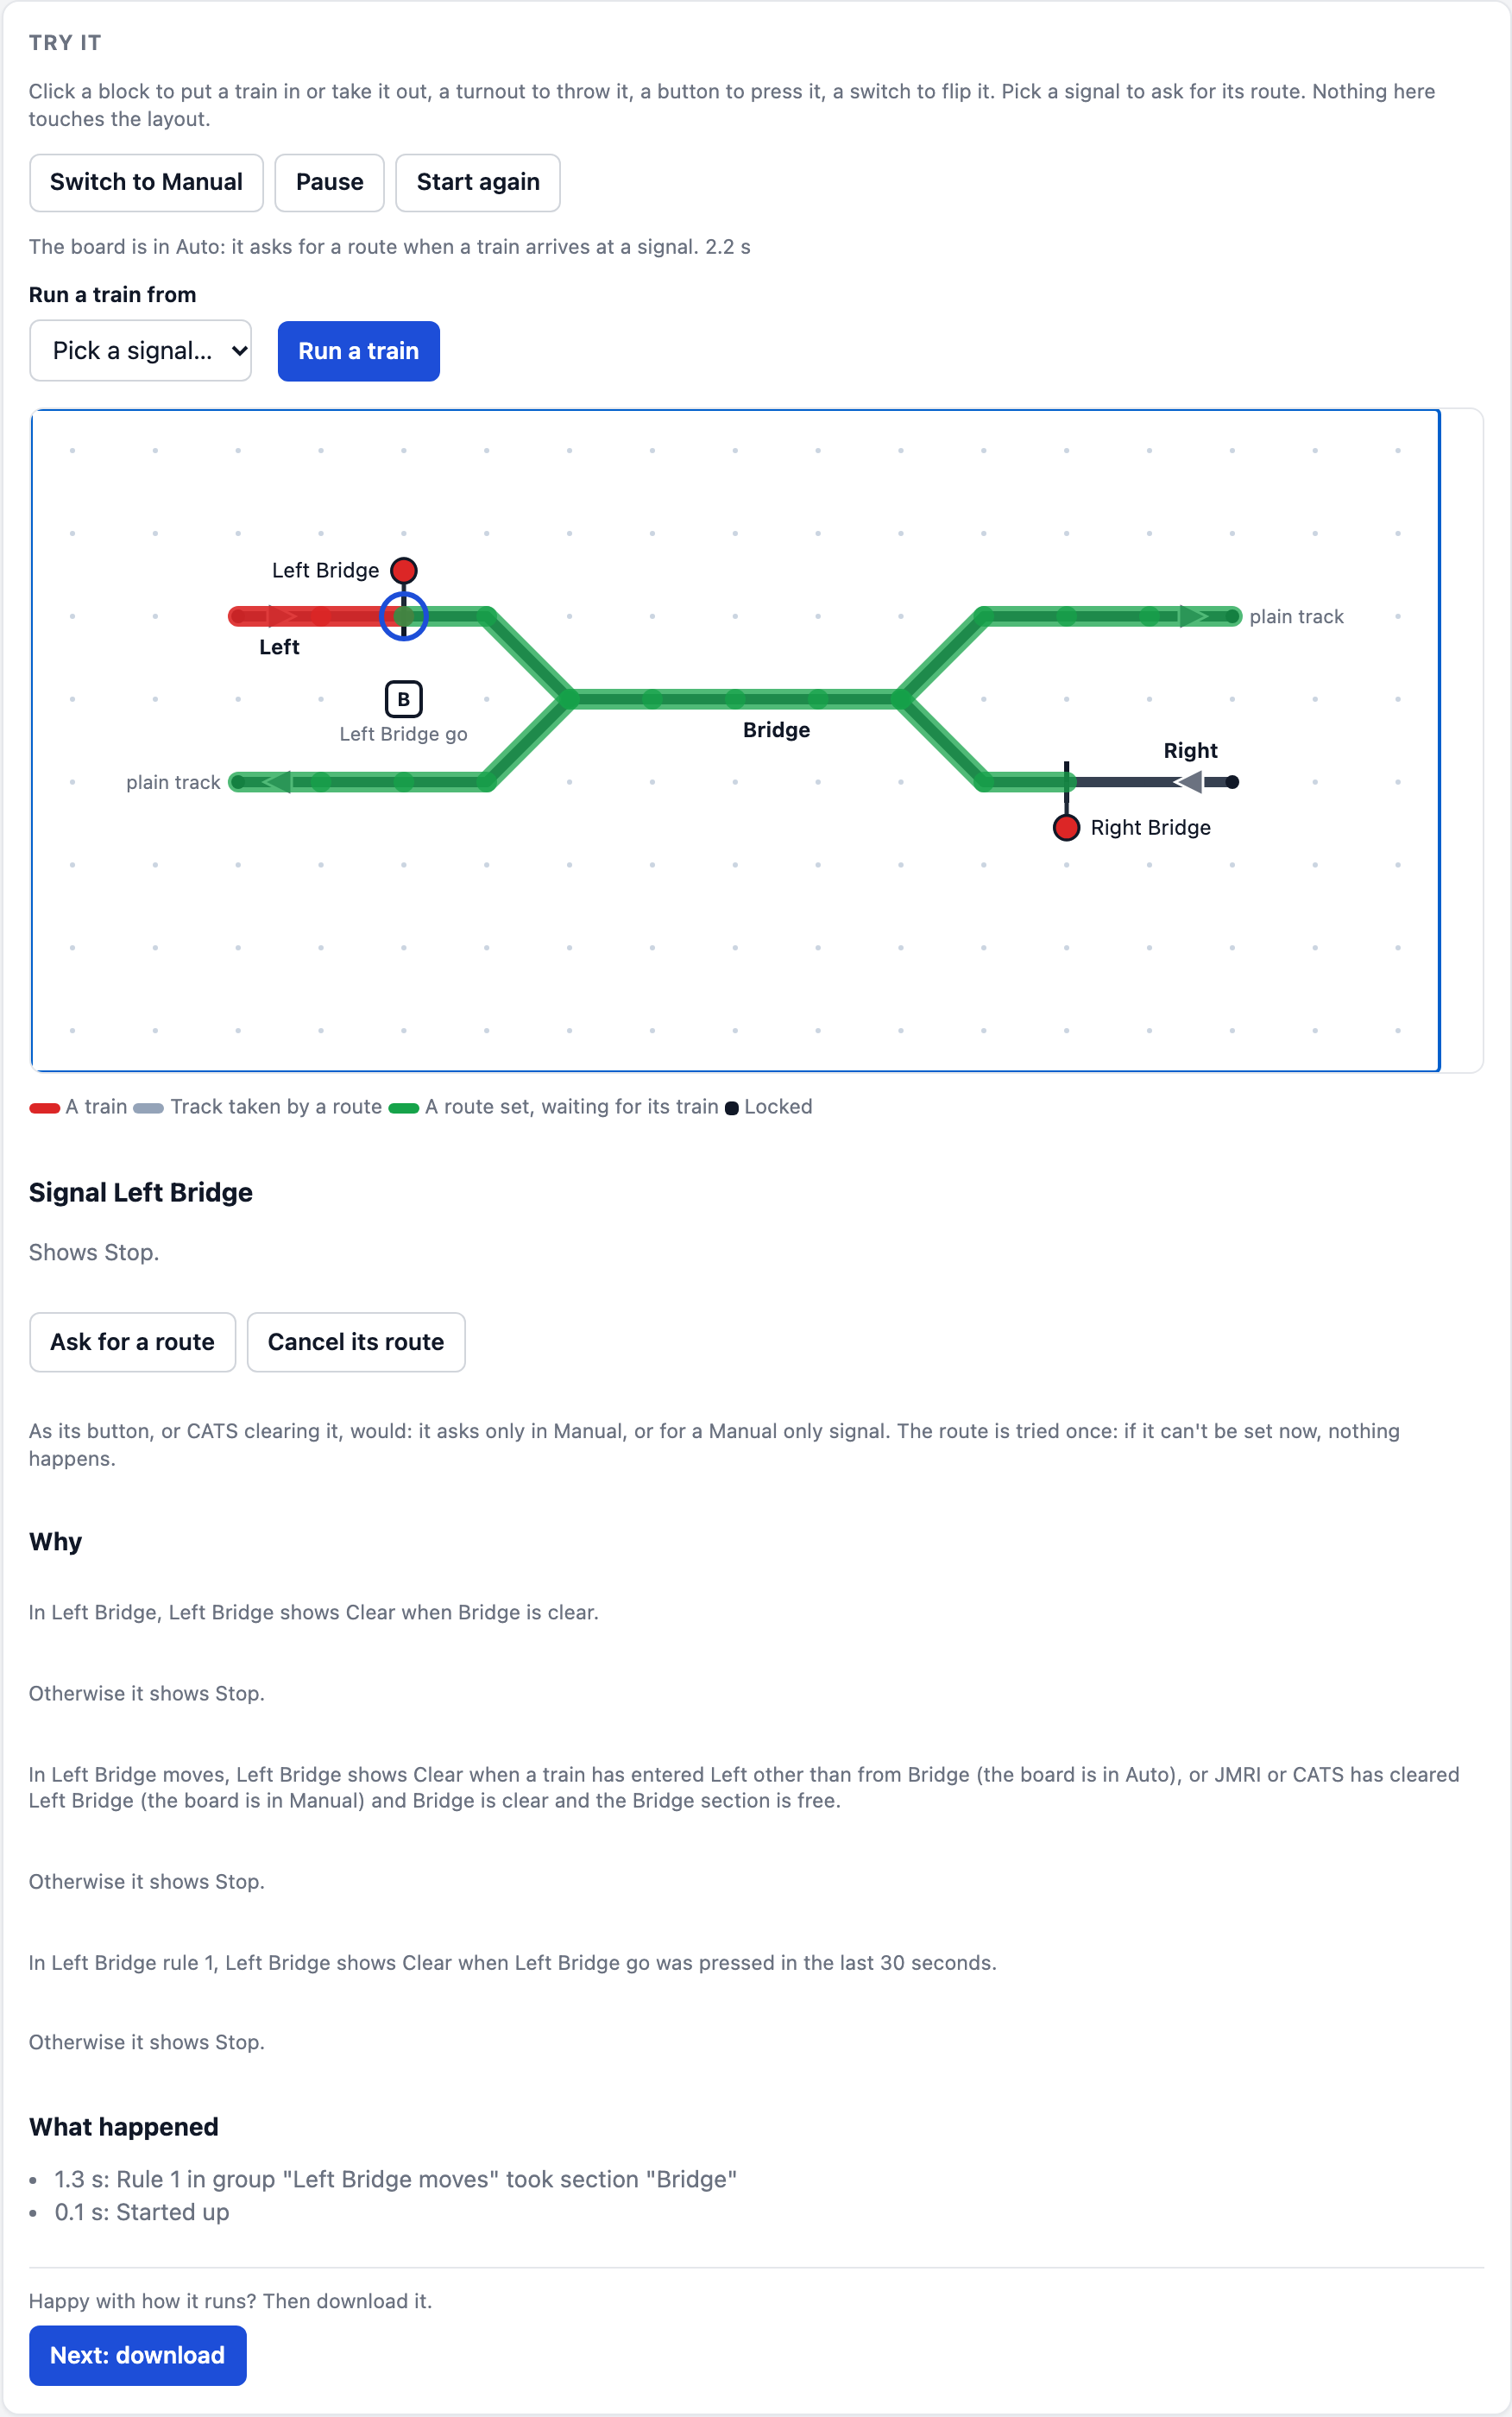 TRY IT
Click a block to put a train in or take it out, a turnout to throw it, a button to press it, a switch to flip it. Pick a signal to ask for its route. Nothing here
touches the layout.
Switch to Manual
Pause
Start again
The board is in Auto: it asks for a route when a train arrives at a signal. 2.2 s
Run a train from
Pick a signal...
Run a train
Left Bridge
Left
plain track
B
Left Bridge go
Bridge
Right
plain track
Right Bridge
A train
Track taken by a route
A route set, waiting for its train
Locked
Signal Left Bridge
Shows Stop.
Ask for a route
Cancel its route
As its button, or CATS clearing it, would: it asks only in Manual, or for a Manual only signal. The route is tried once: if it can't be set now, nothing
happens.
Why
In Left Bridge, Left Bridge shows Clear when Bridge is clear.
Otherwise it shows Stop.
In Left Bridge moves, Left Bridge shows Clear when a train has entered Left other than from Bridge (the board is in Auto), or JMRI or CATS has cleared
Left Bridge (the board is in Manual) and Bridge is clear and the Bridge section is free.
Otherwise it shows Stop.
In Left Bridge rule 1, Left Bridge shows Clear when Left Bridge go was pressed in the last 30 seconds.
Otherwise it shows Stop.
What happened
• 1.3 s: Rule 1 in group "Left Bridge moves" took section "Bridge"
• 0.1 s: Started up
Happy with how it runs? Then download it.
Next: download